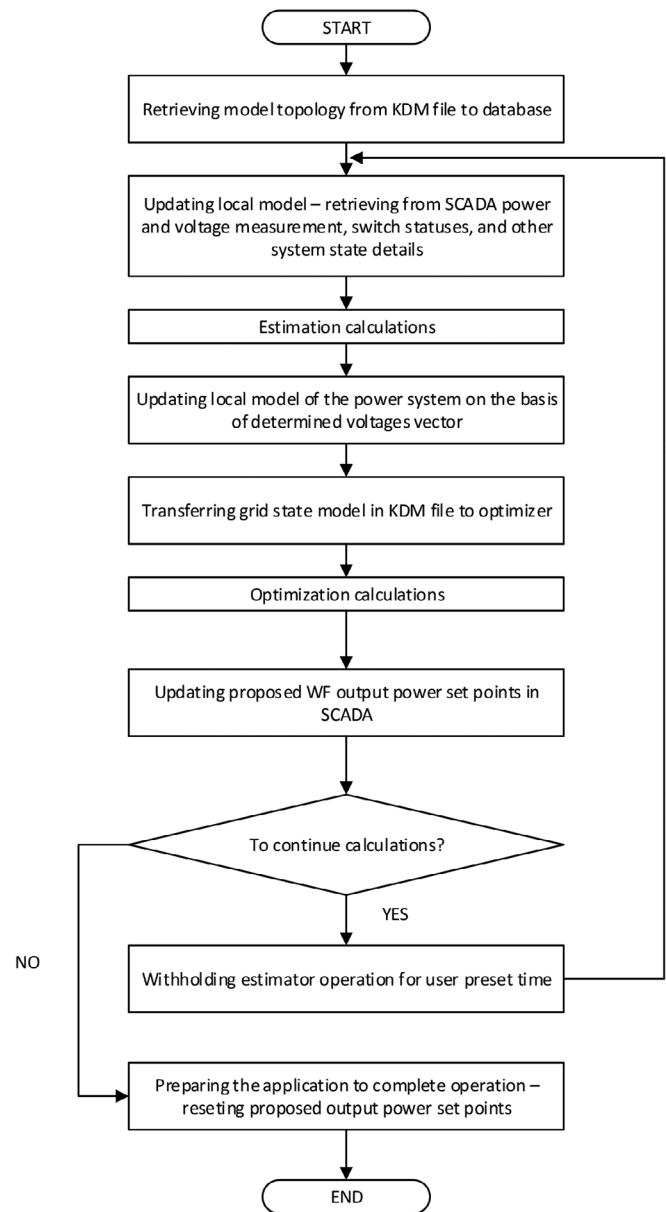 START
Retrieving model topology from KDM file to database
Updating local model – retrieving from SCADA power
and voltage measurement, switch statuses, and other
system state details
Estimation calculations
Updating local model of the power system on the basis
of determined voltages vector
Transferring grid state model in KDM file to optimizer
Optimization calculations
Updating proposed WF output power set points in
SCADA
To continue calculations?
YES
NO
Withholding estimator operation for user preset time
Preparing the application to complete operation –
reseting proposed output power set points
END